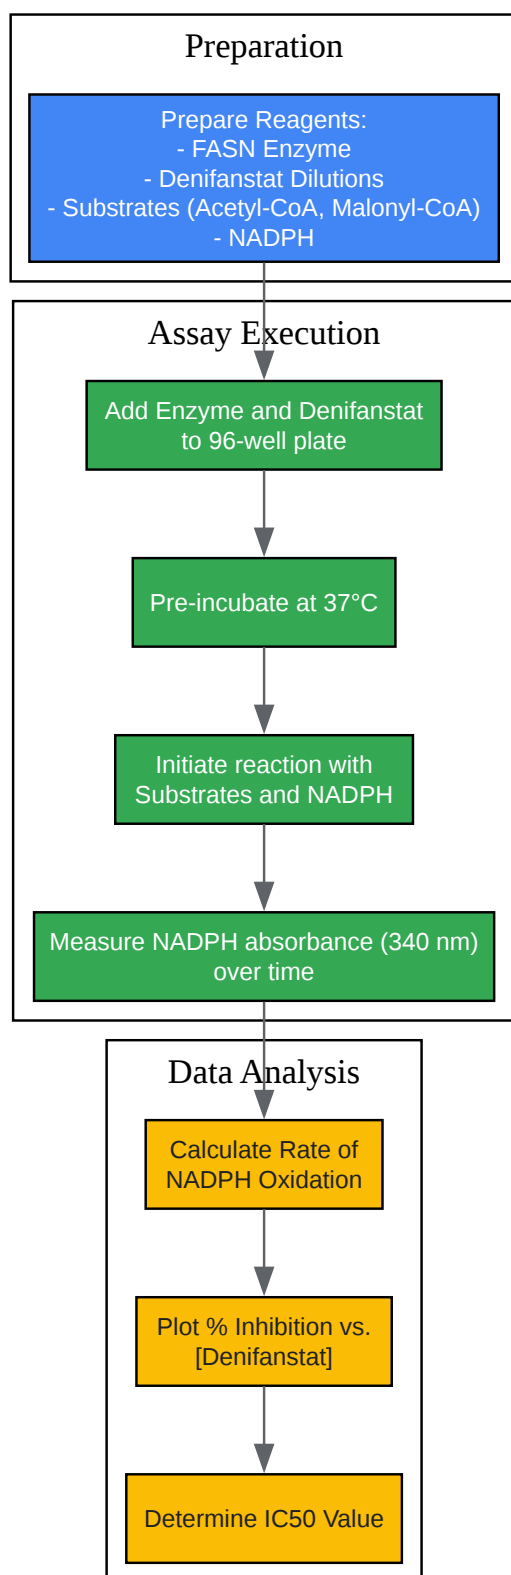 Preparation
Prepare Reagents:
- FASN Enzyme
- Denifanstat Dilutions
- Substrates (Acetyl-CoA, Malonyl-CoA)
- NADPH
Assay Execution
Add Enzyme and Denifanstat
to 96-well plate
Pre-incubate at 37°C
Initiate reaction with
Substrates and NADPH
Measure NADPH absorbance (340 nm)
over time
Data Analysis
Calculate Rate of
NADPH Oxidation
Plot % Inhibition vs.
[Denifanstat]
Determine IC50 Value